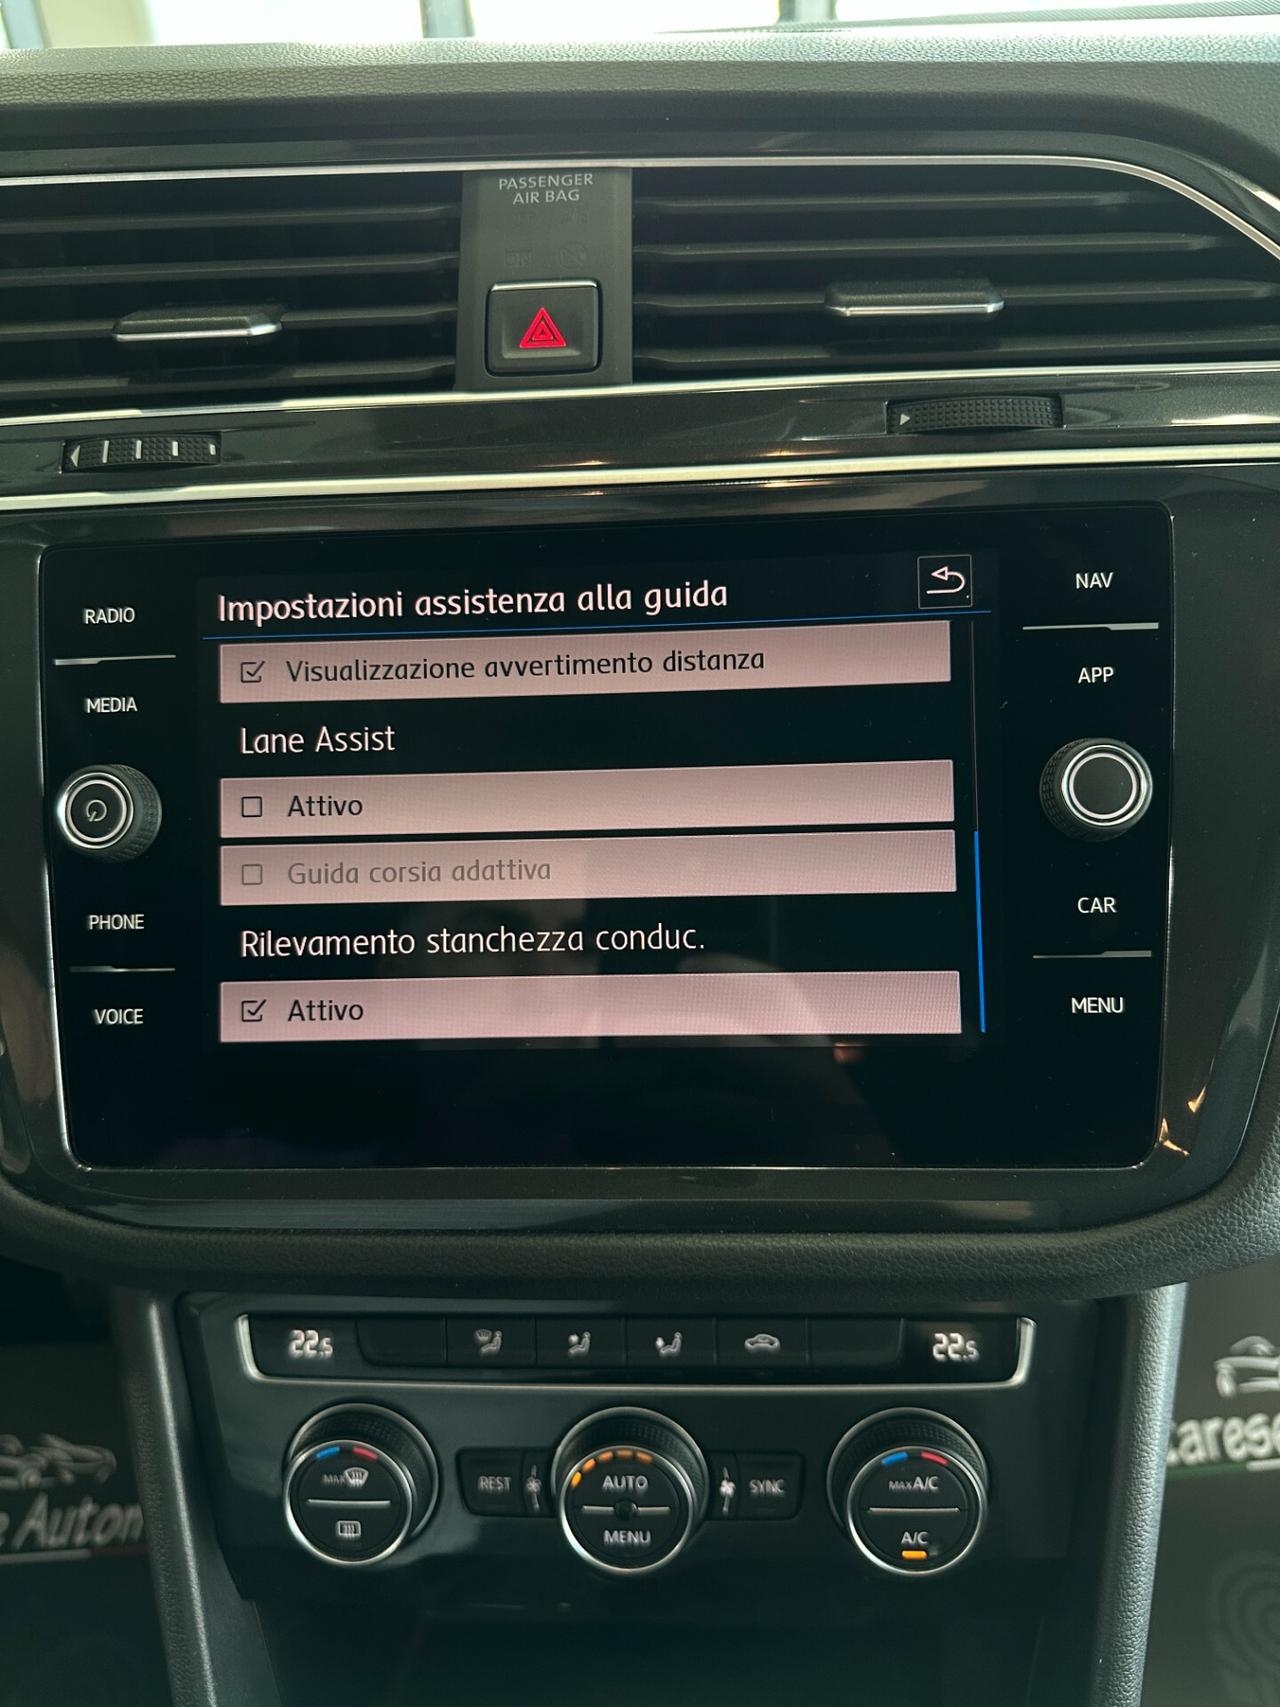 PASSENGER
AIR BAG
RADIO
MEDIA
PHONE
VOICE
Impostazioni assistenza alla guida
Visualizzazione avvertimento distanza
Lane Assist
Attivo
Guida corsia adattiva
Rilevamento stanchezza conduc.
Attivo
NAV
APP
CAR
MENU
22.5
22.5
MAX
REST
AUTO
MENU
SYNC
MAX A/C
A/C